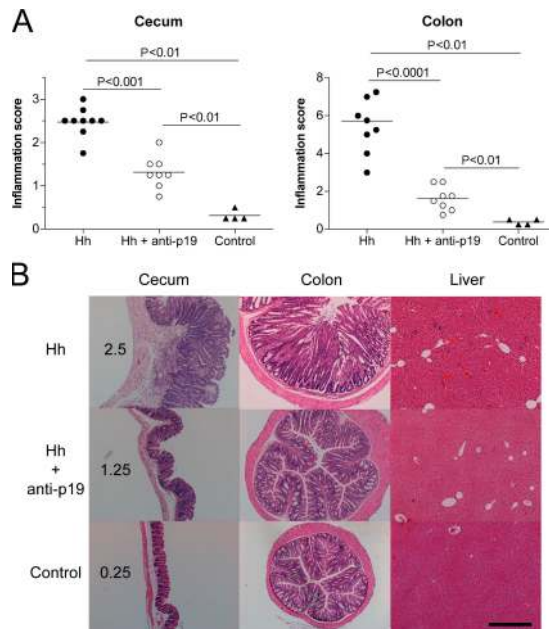 A
Cecum
Colon
P<0.01
P<0.01
P<0.001
P<0.0001
P<0.01
P<0.01
Inflammation score
3
2
1
0
Hh
Hh + anti-p19
Control
Inflammation score
8
6
4
2
0
Hh
Hh + anti-p19
Control
B
Cecum
Colon
Liver
Hh
2.5
Hh
+
anti-p19
1.25
Control
0.25